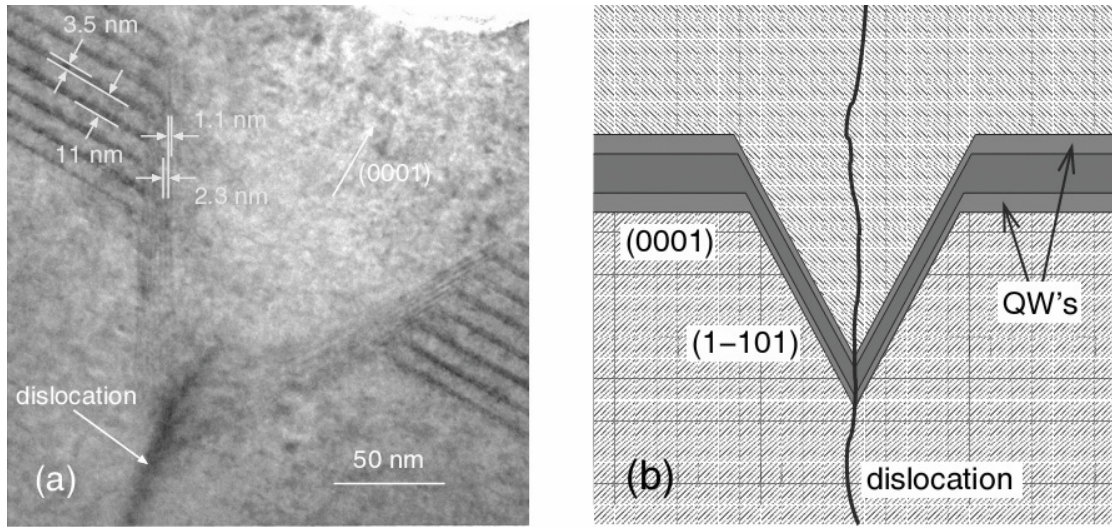 3.5 nm
1.1 nm
11 nm
(0001)
2.3 nm
dislocation
50 nm
(a)
(0001)
QW's
(1–101)
(b)
dislocation